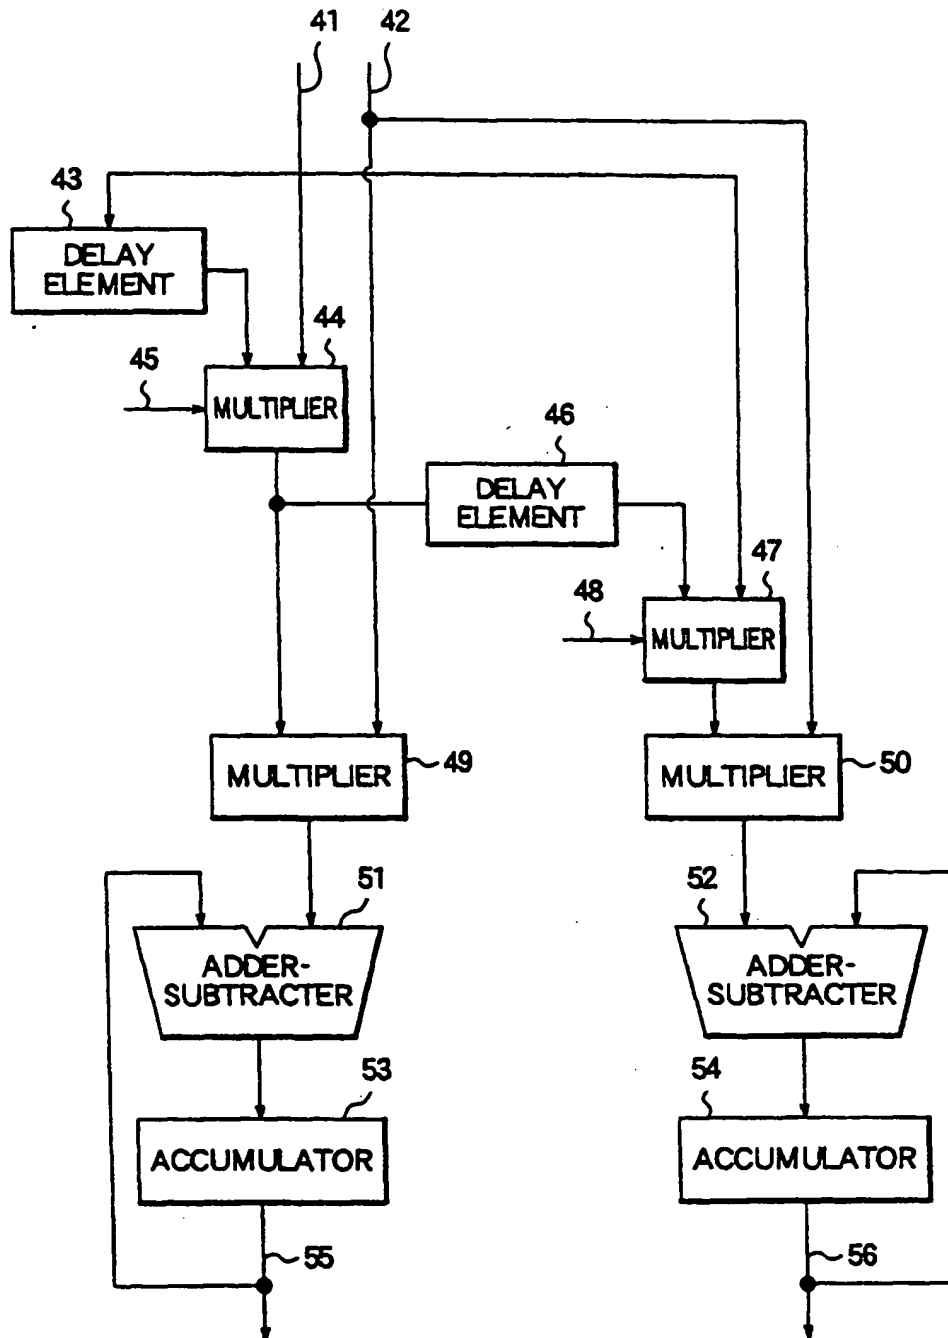 41
42
43
DELAY
ELEMENT
44
45
MULTIPLIER
46
DELAY
ELEMENT
47
48
MULTIPLIER
MULTIPLIER
49
MULTIPLIER
50
51
52
ADDER-
SUBTRACTER
ADDER-
SUBTRACTER
53
54
ACCUMULATOR
ACCUMULATOR
55
56